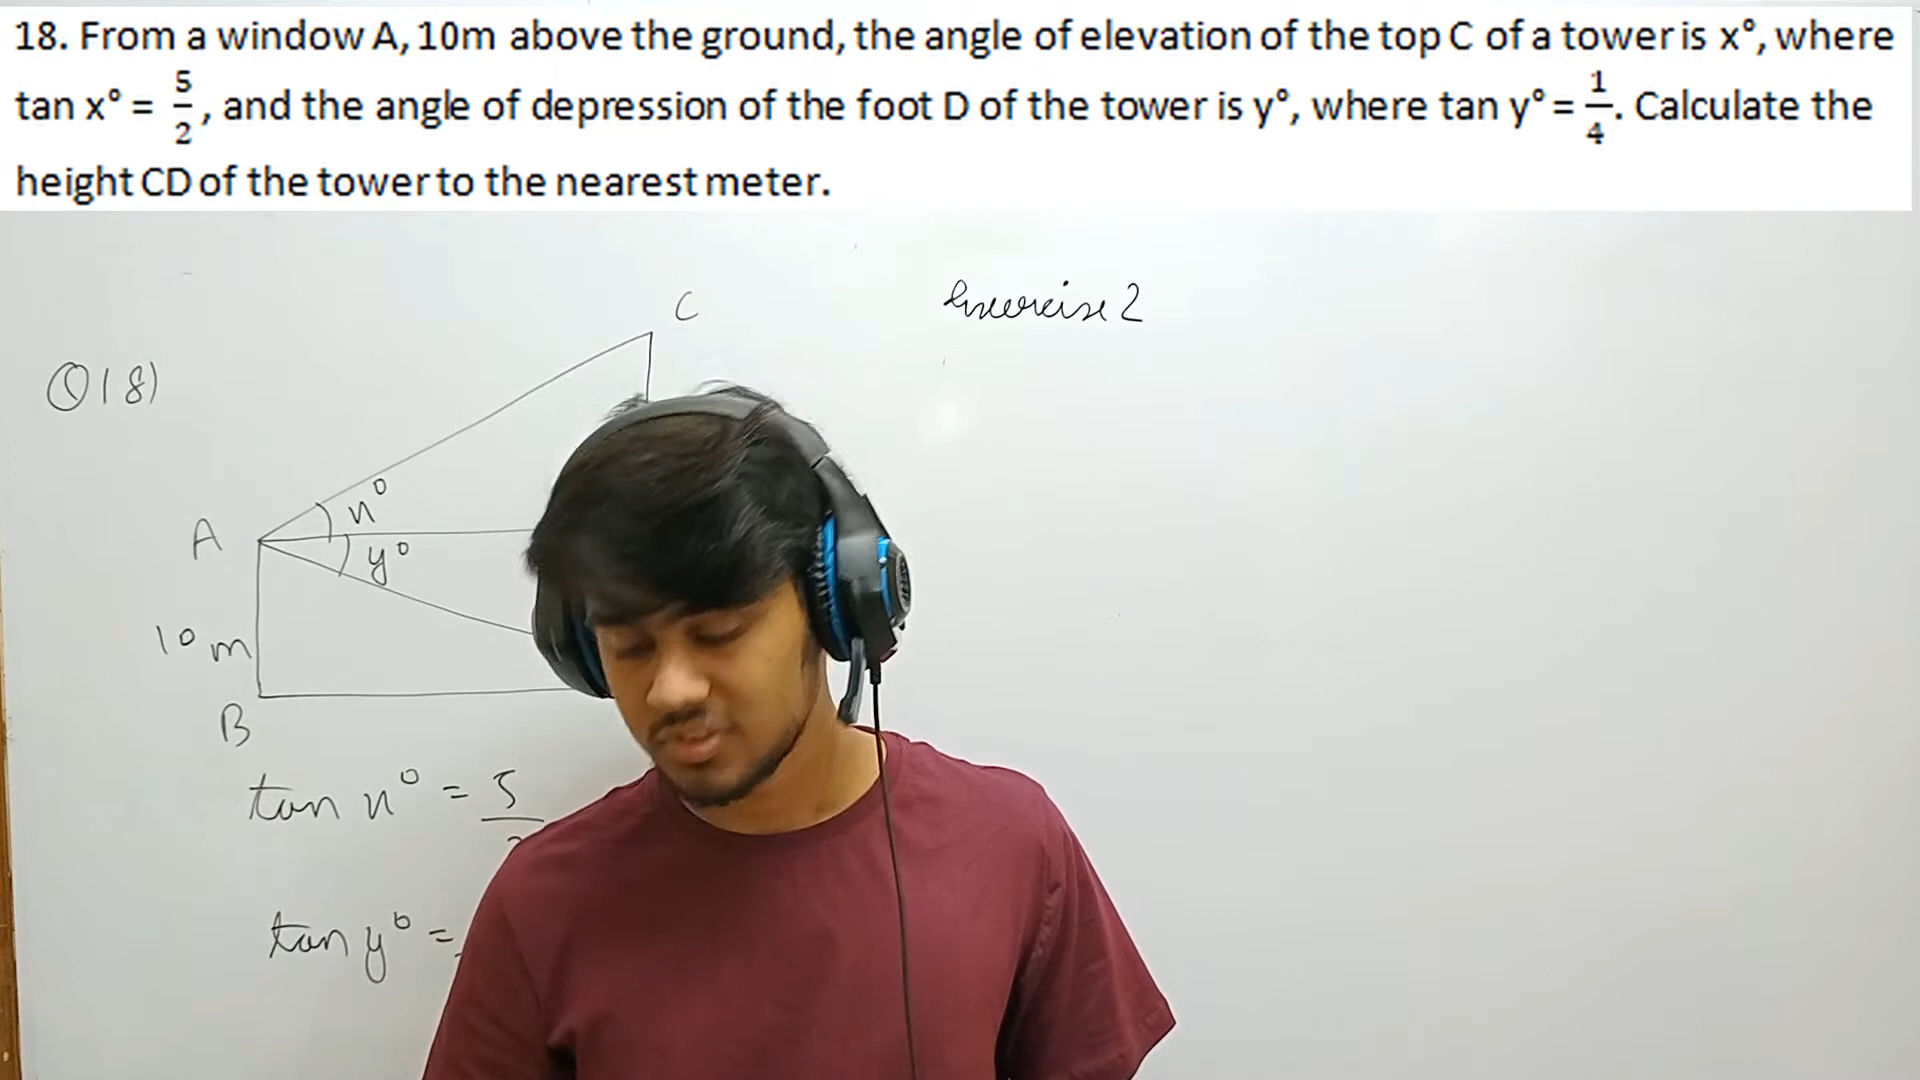 18. From a window A, 10m above the ground, the angle of elevation of the top C of a tower is x°, where
tan x° = 5/2, and the angle of depression of the foot D of the tower is y°, where tan y° = 1/4. Calculate the
height CD of the tower to the nearest meter.
Exercise 2
C
Q18)
x°
A
y°
10 m
B
tan x° = 5
tan y° =